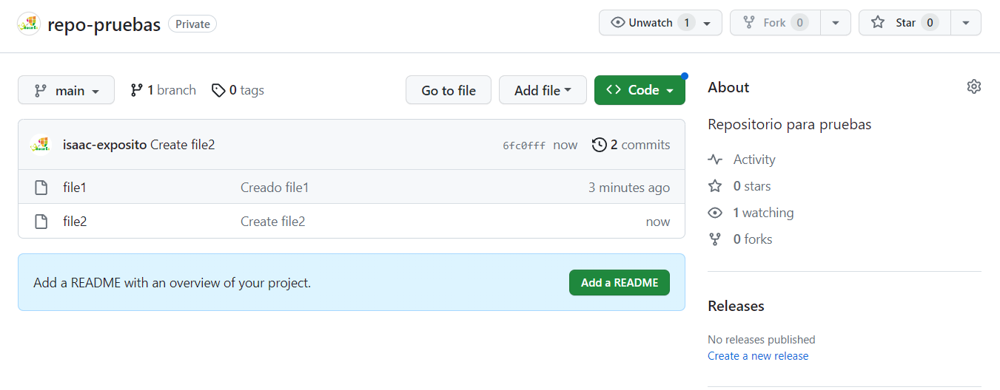 repo-pruebas Private Unwatch 1 Fork 0 Star 0
main 1 branch 0 tags Go to file Add file <> Code
isaac-exposito Create file2 6fc0fff now 2 commits
file1 Creado file1 3 minutes ago
file2 Create file2 now
Add a README with an overview of your project. Add a README
About
Repositorio para pruebas
Activity
0 stars
1 watching
0 forks
Releases
No releases published
Create a new release